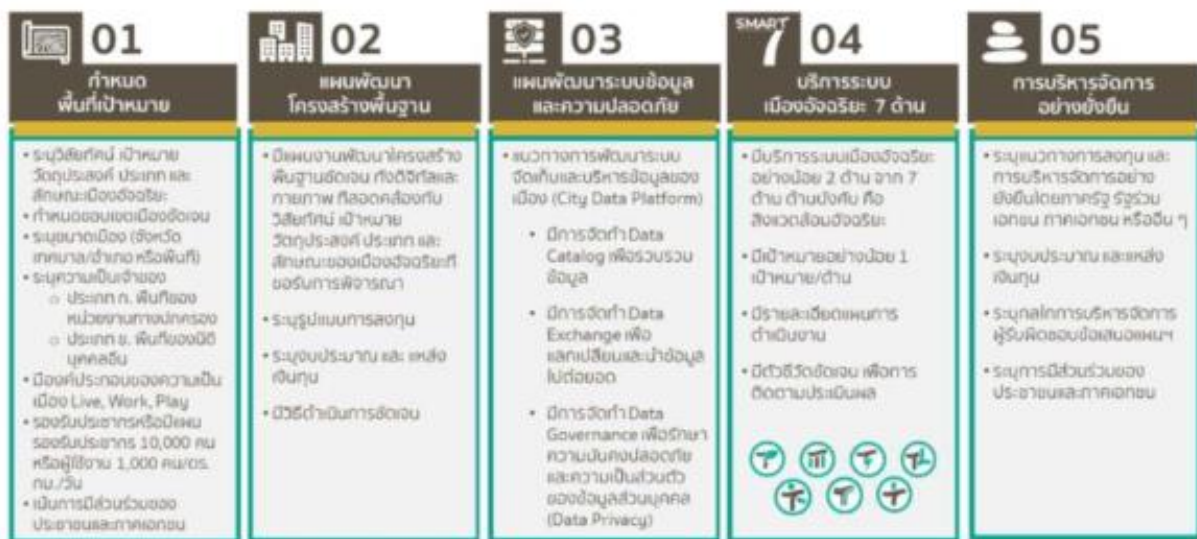 01
กำหนด
พื้นที่เป้าหมาย
• ระบุวิสัยทัศน์ เป้าหมาย
วัตถุประสงค์ ประเภท และ
ลักษณะเมืองอัจฉริยะ
• กำหนดขอบเขตเมืองชัดเจน
• ระบุขนาดเมือง (จังหวัด
เทศบาล/อำเภอ หรือพื้นที่)
• ระบุความเป็นเจ้าของ
o ประเภท ก. พื้นที่ของ
หน่วยงานทางปกครอง
o ประเภท ข. พื้นที่ของนิติ
บุคคลอื่น
• มีองค์ประกอบของความเป็น
เมือง Live, Work, Play
• รองรับประชากรหรือมีแผน
รองรับประชากร 10,000 คน
หรือผู้ใช้งาน 1,000 คน/ตร.
กม./วัน
• เน้นการมีส่วนร่วมของ
ประชาชนและภาคเอกชน
02
แผนพัฒนา
โครงสร้างพื้นฐาน
• มีแผนงานพัฒนาโครงสร้าง
พื้นฐานชัดเจน ทั้งดิจิทัลและ
กายภาพ ที่สอดคล้องกับ
วิสัยทัศน์ เป้าหมาย
วัตถุประสงค์ ประเภท และ
ลักษณะของเมืองอัจฉริยะที่
ขอรับการพิจารณา
• ระบุรูปแบบการลงทุน
• ระบุงบประมาณ และ แหล่ง
เงินทุน
• มีวิธีดำเนินการชัดเจน
03
แผนพัฒนาระบบข้อมูล
และความปลอดภัย
• แนวทางการพัฒนาระบบ
จัดเก็บและบริหารข้อมูลของ
เมือง (City Data Platform)
• มีการจัดทำ Data
Catalog เพื่อรวบรวม
ข้อมูล
• มีการจัดทำ Data
Exchange เพื่อ
แลกเปลี่ยนและนำข้อมูล
ไปต่อยอด
• มีการจัดทำ Data
Governance เพื่อรักษา
ความมั่นคงปลอดภัย
และความเป็นส่วนตัว
ของข้อมูลส่วนบุคคล
(Data Privacy)
SMART
7
04
บริการระบบ
เมืองอัจฉริยะ 7 ด้าน
• มีบริการระบบเมืองอัจฉริยะ
อย่างน้อย 2 ด้าน จาก 7
ด้าน ด้านบังคับ คือ
สิ่งแวดล้อมอัจฉริยะ
• มีเป้าหมายอย่างน้อย 1
เป้าหมาย/ด้าน
• มีรายละเอียดแผนการ
ดำเนินงาน
• มีตัวชี้วัดชัดเจน เพื่อการ
ติดตามประเมินผล
05
การบริหารจัดการ
อย่างยั่งยืน
• ระบุแนวทางการลงทุน และ
การบริหารจัดการอย่าง
ยั่งยืนโดยภาครัฐ รัฐร่วม
เอกชน ภาคเอกชน หรืออื่น ๆ
• ระบุงบประมาณ และแหล่ง
เงินทุน
• ระบุกลไกการบริหารจัดการ
ผู้รับผิดชอบข้อเสนอแผนฯ
• ระบุการมีส่วนร่วมของ
ประชาชนและภาคเอกชน